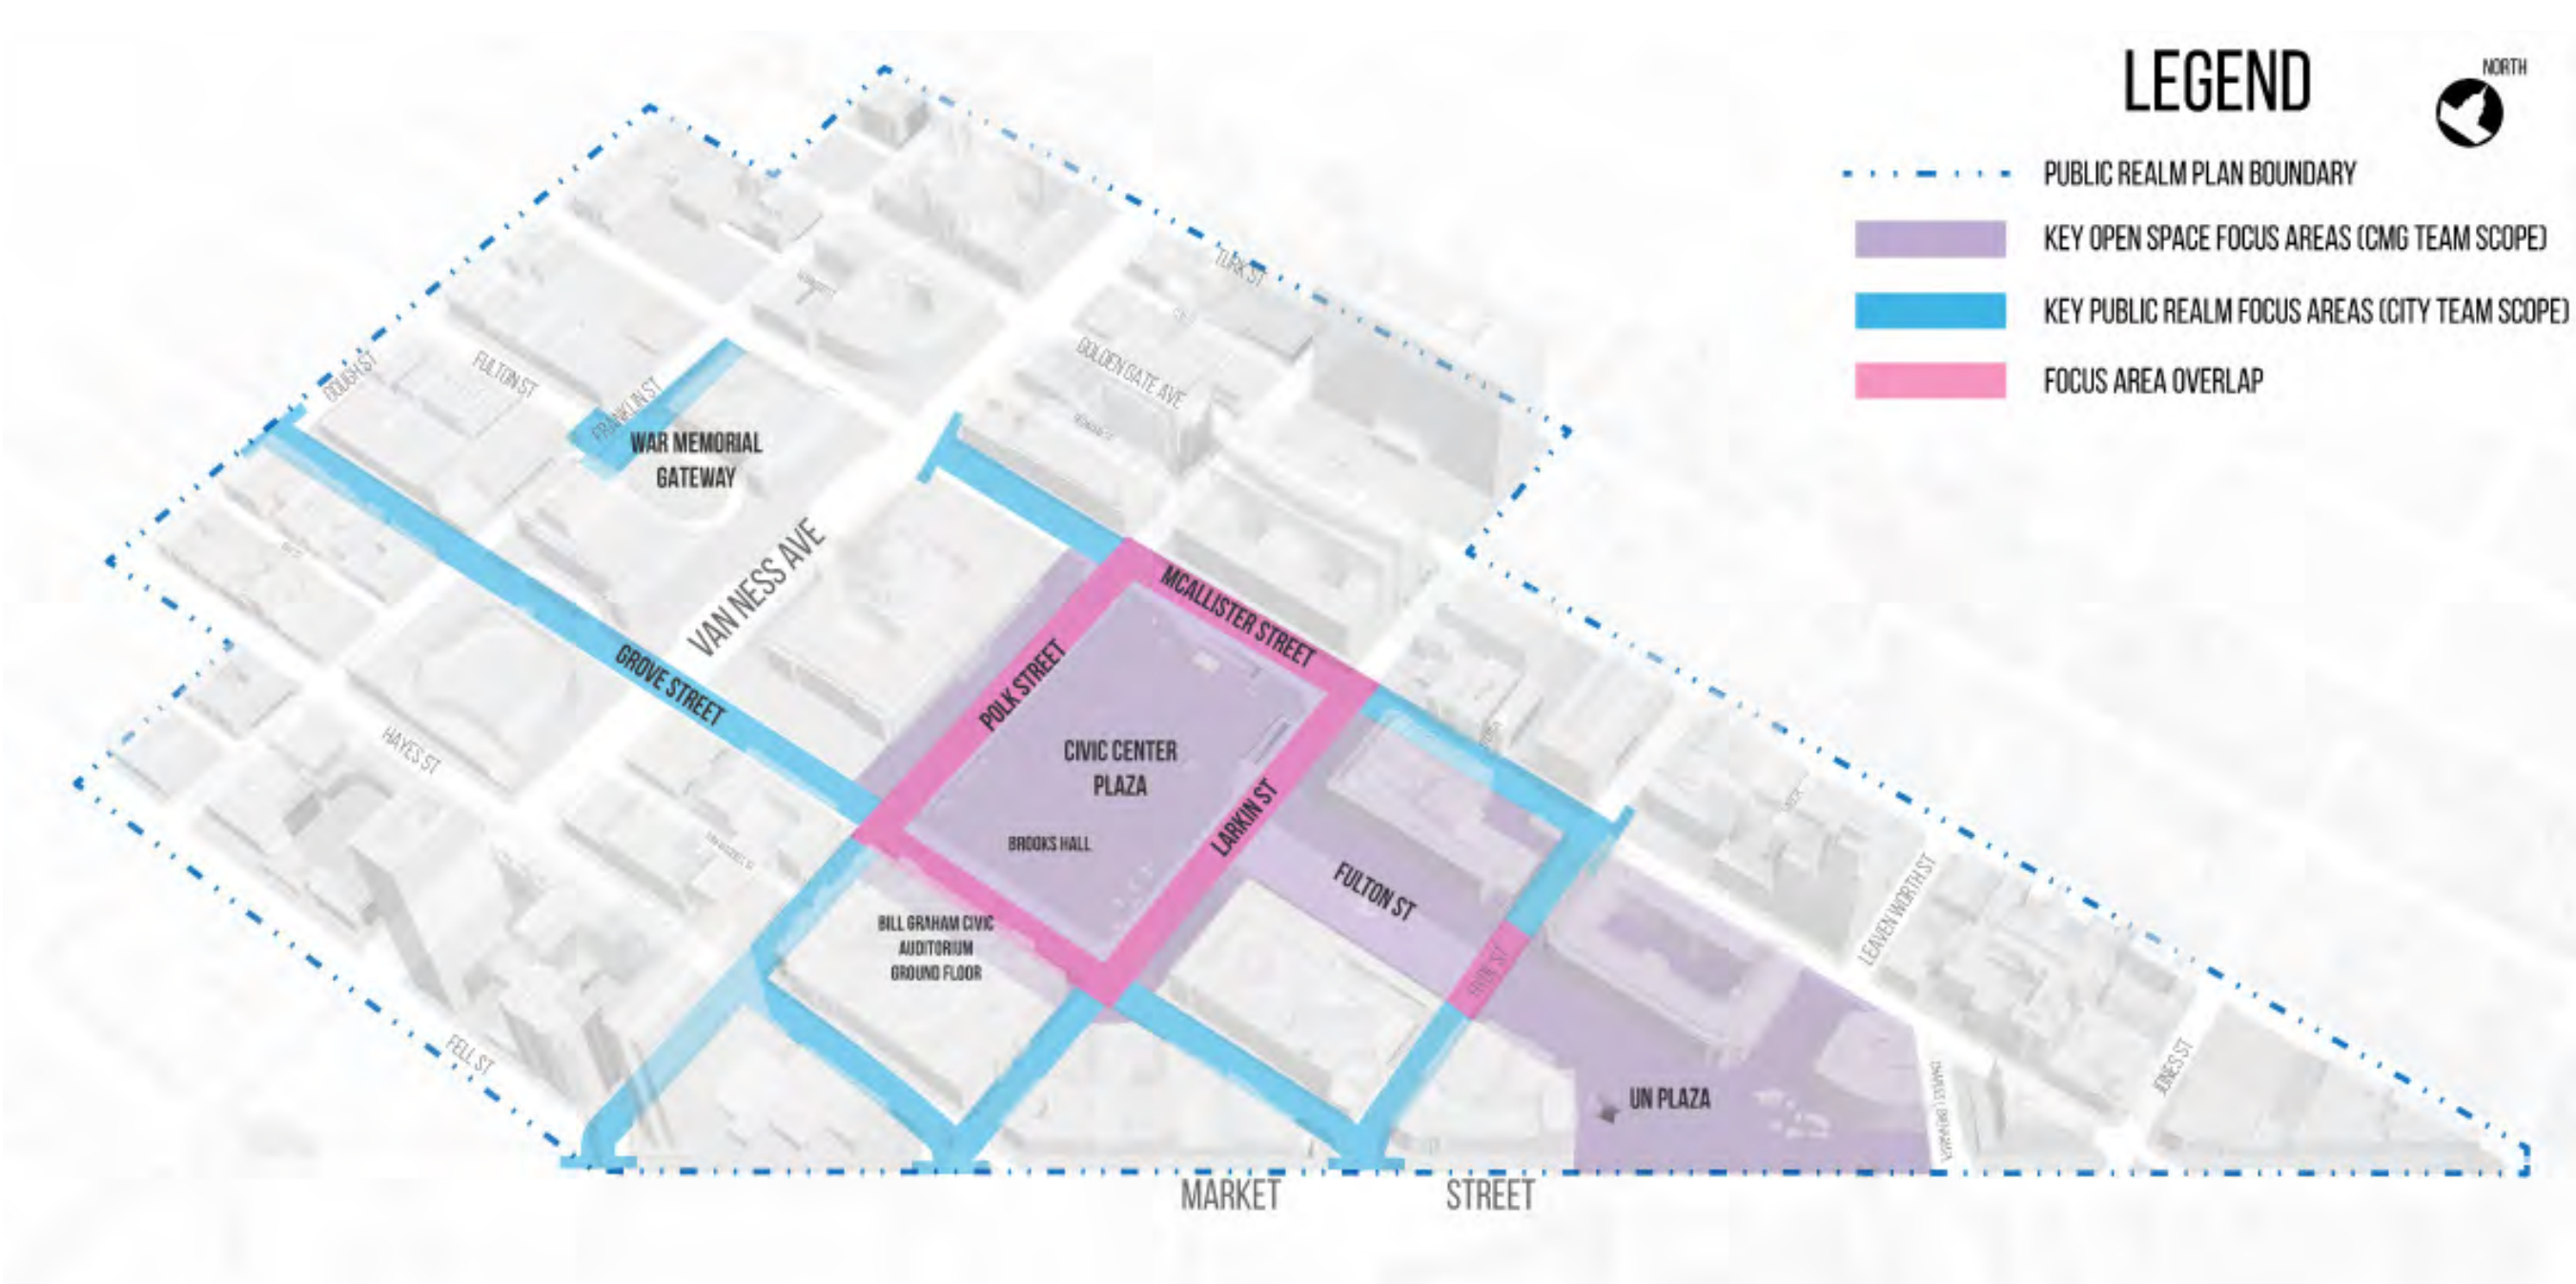 LEGEND
NORTH
PUBLIC REALM PLAN BOUNDARY
KEY OPEN SPACE FOCUS AREAS (CMG TEAM SCOPE)
KEY PUBLIC REALM FOCUS AREAS (CITY TEAM SCOPE)
FOCUS AREA OVERLAP
TURK ST
GOLDEN GATE AVE
GOUGH ST
FULTON ST
FRANKLIN ST
WAR MEMORIAL
GATEWAY
VAN NESS AVE
MCALLISTER STREET
POLK STREET
GROVE STREET
HAYES ST
CIVIC CENTER
PLAZA
BROOKS HALL
LARKIN ST
FULTON ST
BILL GRAHAM CIVIC
AUDITORIUM
GROUND FLOOR
HYDE ST
LEAVENWORTH ST
FELL ST
UN PLAZA
JONES ST
MARKET STREET